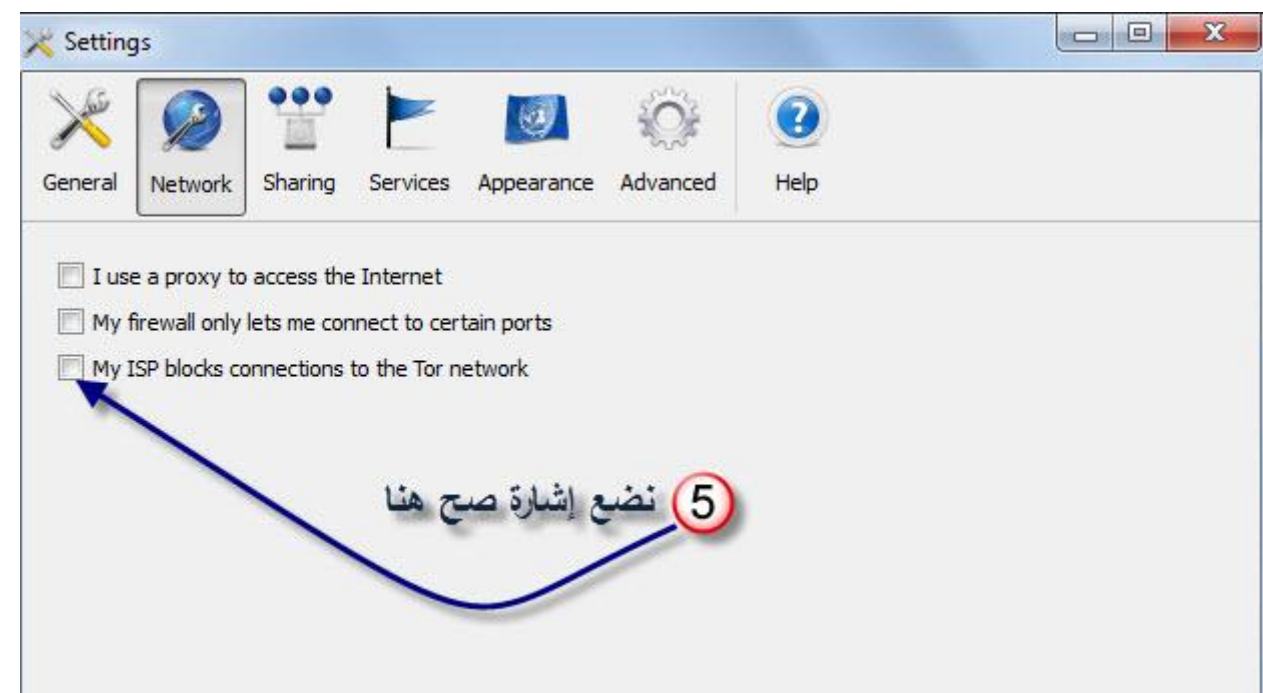 Settings
General Network Sharing Services Appearance Advanced Help
I use a proxy to access the Internet
My firewall only lets me connect to certain ports
My ISP blocks connections to the Tor network
5 نضع إشارة صح هنا